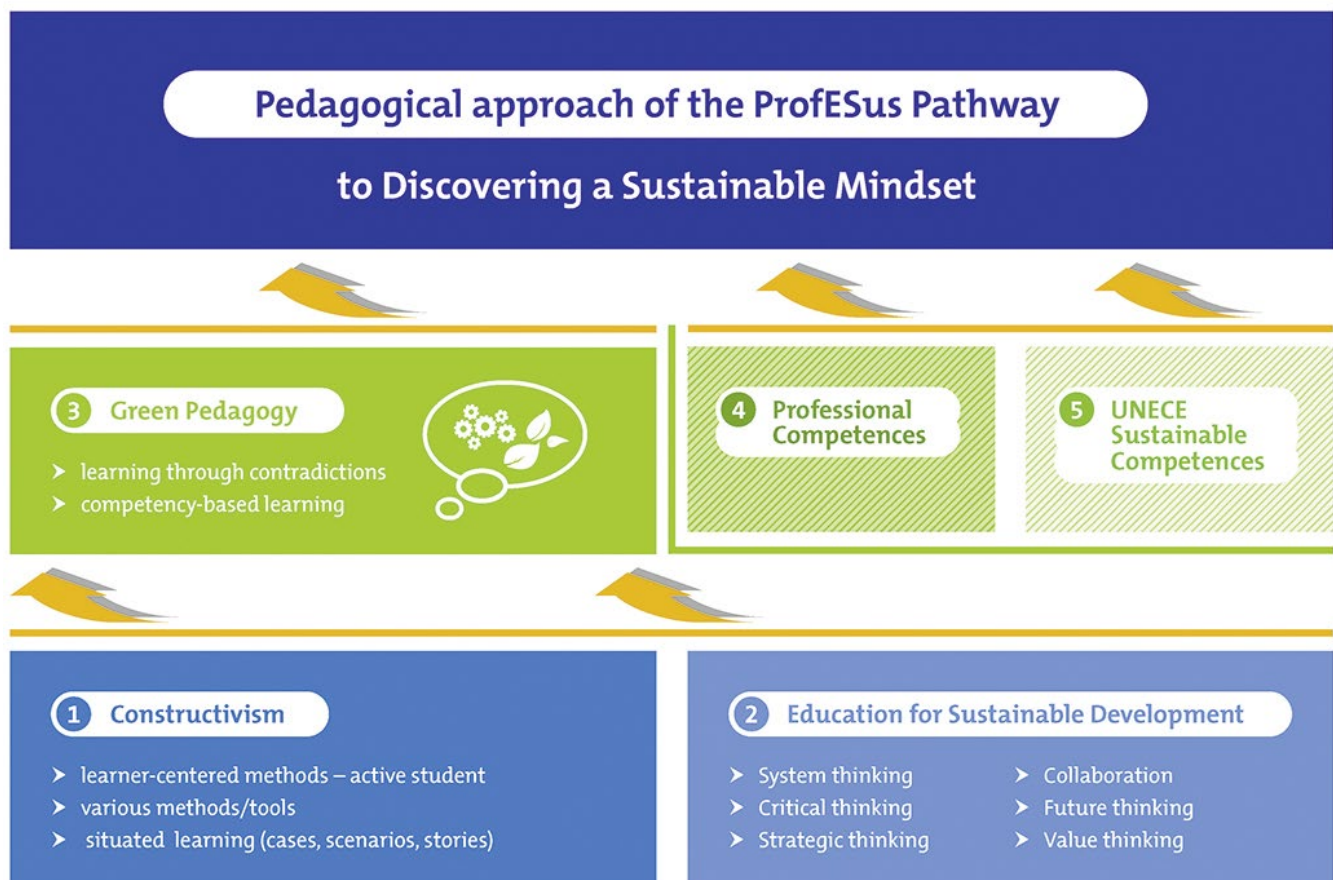 Pedagogical approach of the ProfESus Pathway
to Discovering a Sustainable Mindset
3 Green Pedagogy
➤ learning through contradictions
➤ competency-based learning
4 Professional
Competences
5 UNECE
Sustainable
Competences
1 Constructivism
➤ learner-centered methods – active student
➤ various methods/tools
➤ situated learning (cases, scenarios, stories)
2 Education for Sustainable Development
➤ System thinking
➤ Critical thinking
➤ Strategic thinking
➤ Collaboration
➤ Future thinking
➤ Value thinking